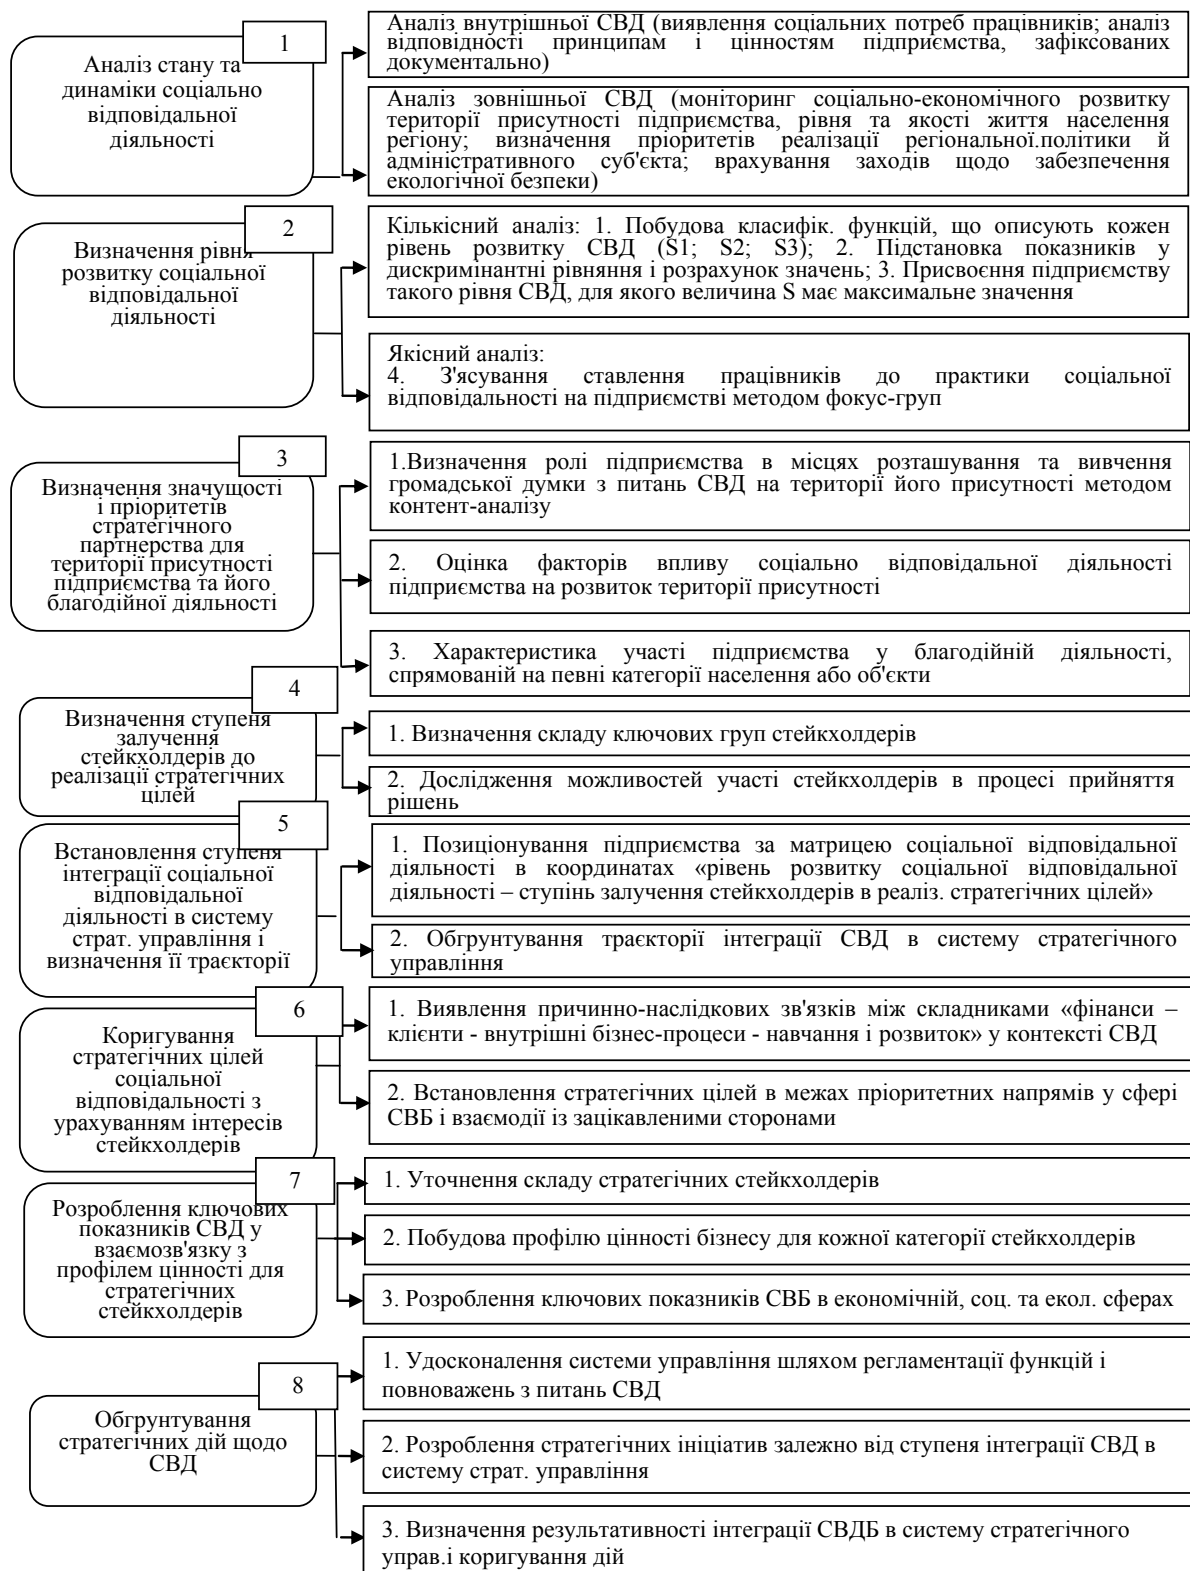 1
Аналіз стану та
динаміки соціально
відповідальної
діяльності
Аналіз внутрішньої СВД (виявлення соціальних потреб працівників; аналіз
відповідності принципам і цінностям підприємства, зафіксованих
документально)
Аналіз зовнішньої СВД (моніторинг соціально-економічного розвитку
території присутності підприємства, рівня та якості життя населення
регіону; визначення пріоритетів реалізації регіональної.політики й
адміністративного суб'єкта; врахування заходів щодо забезпечення
екологічної безпеки)
2
Визначення рівня
розвитку соціальної
відповідальної
діяльності
Кількісний аналіз: 1. Побудова класифік. функцій, що описують кожен
рівень розвитку СВД (S1; S2; S3); 2. Підстановка показників у
дискримінантні рівняння і розрахунок значень; 3. Присвоєння підприємству
такого рівня СВД, для якого величина S має максимальне значення
Якісний аналіз:
4. З'ясування ставлення працівників до практики соціальної
відповідальності на підприємстві методом фокус-груп
3
Визначення значущості
і пріоритетів
стратегічного
партнерства для
території присутності
підприємства та його
благодійної діяльності
1.Визначення ролі підприємства в місцях розташування та вивчення
громадської думки з питань СВД на території його присутності методом
контент-аналізу
2. Оцінка факторів впливу соціально відповідальної діяльності
підприємства на розвиток території присутності
3. Характеристика участі підприємства у благодійній діяльності,
спрямованій на певні категорії населення або об'єкти
4
Визначення ступеня
залучення
стейкхолдерів до
реалізації стратегічних
цілей
1. Визначення складу ключових груп стейкхолдерів
2. Дослідження можливостей участі стейкхолдерів в процесі прийняття
рішень
5
Встановлення ступеня
інтеграції соціальної
відповідальної
діяльності в систему
страт. управління і
визначення її траєкторії
1. Позиціонування підприємства за матрицею соціальної відповідальної
діяльності в координатах «рівень розвитку соціальної відповідальної
діяльності – ступінь залучення стейкхолдерів в реаліз. стратегічних цілей»
2. Обгрунтування траєкторії інтеграції СВД в систему стратегічного
управління
6
Коригування
стратегічних цілей
соціальної
відповідальності з
урахуванням інтересів
стейкхолдерів
1. Виявлення причинно-наслідкових зв'язків між складниками «фінанси –
клієнти - внутрішні бізнес-процеси - навчання і розвиток» у контексті СВД
2. Встановлення стратегічних цілей в межах пріоритетних напрямів у сфері
СВБ і взаємодії із зацікавленими сторонами
7
Розроблення ключових
показників СВД у
взаємозв'язку з
профілем цінності для
стратегічних
стейкхолдерів
1. Уточнення складу стратегічних стейкхолдерів
2. Побудова профілю цінності бізнесу для кожної категорії стейкхолдерів
3. Розроблення ключових показників СВБ в економічній, соц. та екол. сферах
8
Обгрунтування
стратегічних дій щодо
СВД
1. Удосконалення системи управління шляхом регламентації функцій і
повноважень з питань СВД
2. Розроблення стратегічних ініціатив залежно від ступеня інтеграції СВД в
систему страт. управління
3. Визначення результативності інтеграції СВДБ в систему стратегічного
управ.і коригування дій